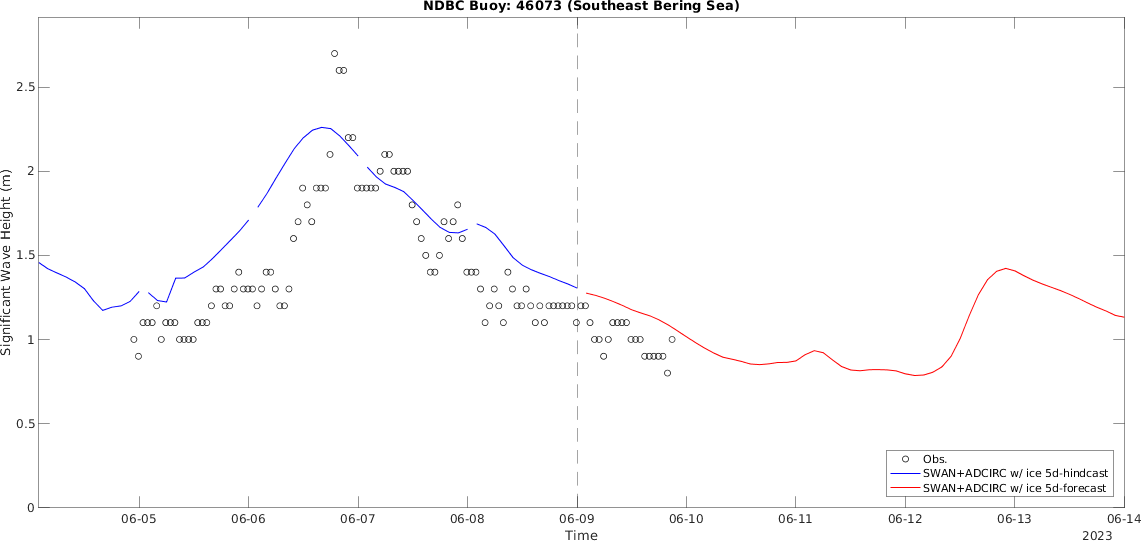 NDBC Buoy: 46073 (Southeast Bering Sea)
Significant Wave Height (m)
2.5
2
1.5
1
0.5
0
Obs.
SWAN+ADCIRC w/ ice 5d-hindcast
SWAN+ADCIRC w/ ice 5d-forecast
06-05 06-06 06-07 06-08 06-09 06-10 06-11 06-12 06-13 06-14
Time
2023